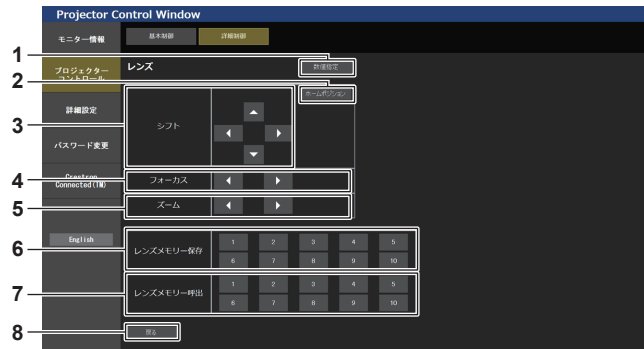 Projector Control Window
モニター情報
基本制御
詳細制御
1
プロジェクター
コントロール
レンズ
数値指定
2
ホームポジション
詳細設定
3
シフト
パスワード変更
Crestron
Connected(TM)
4
フォーカス
5
ズーム
English
6
レンズメモリー保存
1 2 3 4 5
6 7 8 9 10
7
レンズメモリー呼出
1 2 3 4 5
6 7 8 9 10
8
戻る